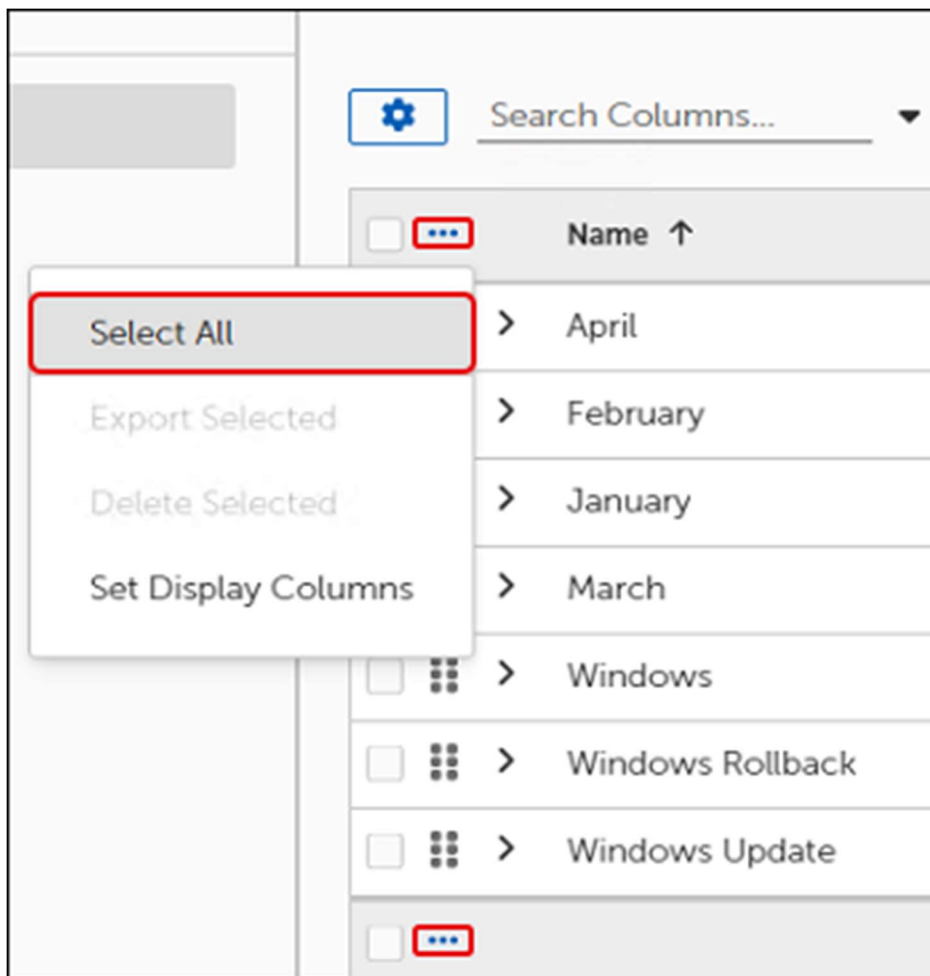 Search Columns...
Name ↑
Select All
April
Export Selected
February
Delete Selected
January
Set Display Columns
March
Windows
Windows Rollback
Windows Update